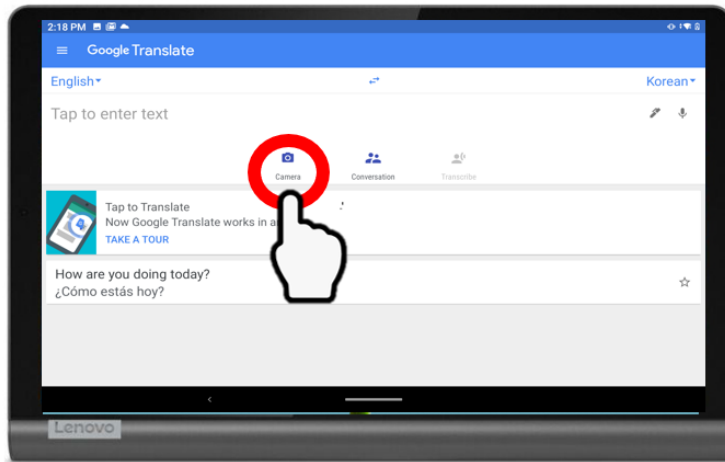 2:18 PM
Google Translate
English
Korean
Tap to enter text
Camera
Conversation
Transcribe
Tap to Translate
Now Google Translate works in a
TAKE A TOUR
How are you doing today?
¿Cómo estás hoy?
Lenovo